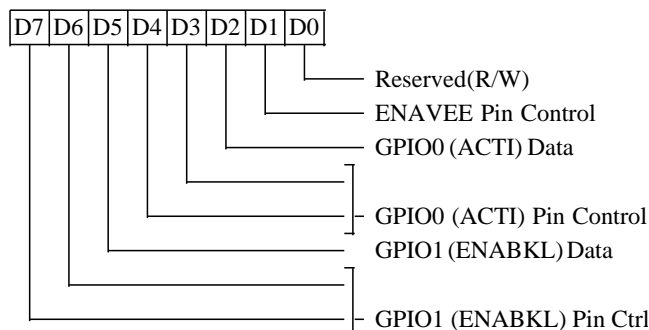 D7 D6 D5 D4 D3 D2 D1 D0
Reserved(R/W)
ENAVEE Pin Control
GPIO0 (ACTI) Data
GPIO0 (ACTI) Pin Control
GPIO1 (ENABKL) Data
GPIO1 (ENABKL) Pin Ctrl